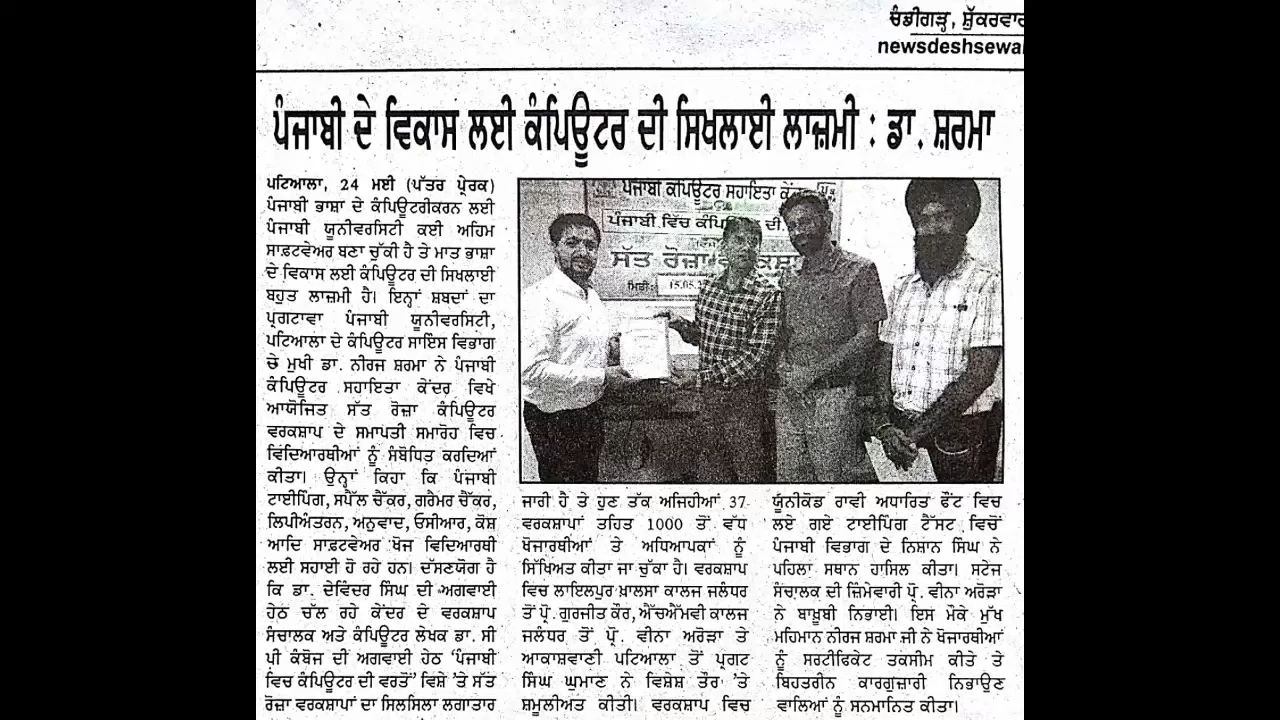 ਚੰਡੀਗੜ੍ਹ, ਸ਼ੁੱਕਰਵਾਰ
newsdeshsewa
ਪੰਜਾਬੀ ਦੇ ਵਿਕਾਸ ਲਈ ਕੰਪਿਊਟਰ ਦੀ ਸਿਖਲਾਈ ਲਾਜ਼ਮੀ : ਡਾ. ਸ਼ਰਮਾ
ਪਟਿਆਲਾ, 24 ਮਈ (ਪੱਤਰ ਪ੍ਰੇਰਕ)
ਪੰਜਾਬੀ ਭਾਸ਼ਾ ਦੇ ਕੰਪਿਊਟਰੀਕਰਨ ਲਈ
ਪੰਜਾਬੀ ਯੂਨੀਵਰਸਿਟੀ ਕਈ ਅਹਿਮ
ਸਾਫ਼ਟਵੇਅਰ ਬਣਾ ਚੁੱਕੀ ਹੈ ਤੇ ਮਾਤ ਭਾਸ਼ਾ
ਦੇ ਵਿਕਾਸ ਲਈ ਕੰਪਿਊਟਰ ਦੀ ਸਿਖਲਾਈ
ਬਹੁਤ ਲਾਜ਼ਮੀ ਹੈ। ਇਨ੍ਹਾਂ ਸ਼ਬਦਾਂ ਦਾ
ਪ੍ਰਗਟਾਵਾ ਪੰਜਾਬੀ ਯੂਨੀਵਰਸਿਟੀ,
ਪਟਿਆਲਾ ਦੇ ਕੰਪਿਊਟਰ ਸਾਇੰਸ ਵਿਭਾਗ
ਦੇ ਮੁਖੀ ਡਾ. ਨੀਰਜ ਸ਼ਰਮਾ ਨੇ ਪੰਜਾਬੀ
ਕੰਪਿਊਟਰ ਸਹਾਇਤਾ ਕੇਂਦਰ ਵਿਖੇ
ਆਯੋਜਿਤ ਸੱਤ ਰੋਜ਼ਾ ਕੰਪਿਊਟਰ
ਵਰਕਸ਼ਾਪ ਦੇ ਸਮਾਪਤੀ ਸਮਾਰੋਹ ਵਿਚ
ਵਿਦਿਆਰਥੀਆਂ ਨੂੰ ਸੰਬੋਧਿਤ ਕਰਦਿਆਂ
ਕੀਤਾ। ਉਨ੍ਹਾਂ ਕਿਹਾ ਕਿ ਪੰਜਾਬੀ
ਟਾਈਪਿੰਗ, ਸਪੈੱਲ ਚੈੱਕਰ, ਗਰੈਮਰ ਚੈੱਕਰ,
ਲਿਪੀਅੰਤਰਨ, ਅਨੁਵਾਦ, ਓਸੀਆਰ, ਕੋਸ਼
ਆਦਿ ਸਾਫ਼ਟਵੇਅਰ ਖੋਜ ਵਿਦਿਆਰਥੀ
ਲਈ ਸਹਾਈ ਹੋ ਰਹੇ ਹਨ। ਦੱਸਣਯੋਗ ਹੈ
ਕਿ ਡਾ. ਦੇਵਿੰਦਰ ਸਿੰਘ ਦੀ ਅਗਵਾਈ
ਹੇਠ ਚੱਲ ਰਹੇ ਕੇਂਦਰ ਦੇ ਵਰਕਸ਼ਾਪ
ਸੰਚਾਲਕ ਅਤੇ ਕੰਪਿਊਟਰ ਲੇਖਕ ਡਾ. ਸੀ
ਪੀ ਕੰਬੋਜ ਦੀ ਅਗਵਾਈ ਹੇਠ 'ਪੰਜਾਬੀ
ਵਿਚ ਕੰਪਿਊਟਰ ਦੀ ਵਰਤੋਂ' ਵਿਸ਼ੇ 'ਤੇ ਸੱਤ
ਰੋਜ਼ਾ ਵਰਕਸ਼ਾਪਾਂ ਦਾ ਸਿਲਸਿਲਾ ਲਗਾਤਾਰ
ਪੰਜਾਬੀ ਕੰਪਿਊਟਰ ਸਹਾਇਤਾ ਕੇਂਦਰ
ਪੰਜਾਬੀ ਵਿੱਚ ਦੀ
ਸੱਤ ਰੋਜ਼ਾ
ਮਿਤੀ: 15.05.
ਜਾਰੀ ਹੈ ਤੇ ਹੁਣ ਤੱਕ ਅਜਿਹੀਆਂ 37
ਵਰਕਸ਼ਾਪਾਂ ਤਹਿਤ 1000 ਤੋਂ ਵੱਧ
ਖੋਜਾਰਥੀਆਂ ਤੇ ਅਧਿਆਪਕਾਂ ਨੂੰ
ਸਿੱਖਿਅਤ ਕੀਤਾ ਜਾ ਚੁੱਕਾ ਹੈ। ਵਰਕਸ਼ਾਪ
ਵਿਚ ਲਾਇਲਪੁਰ ਖ਼ਾਲਸਾ ਕਾਲਜ ਜਲੰਧਰ
ਤੋਂ ਪ੍ਰੋ. ਗੁਰਜੀਤ ਕੌਰ, ਐੱਚਐੱਮਵੀ ਕਾਲਜ
ਜਲੰਧਰ ਤੋਂ ਪ੍ਰੋ. ਵੀਨਾ ਅਰੋੜਾ ਤੇ
ਆਕਾਸ਼ਵਾਣੀ ਪਟਿਆਲਾ ਤੋਂ ਪ੍ਰਗਟ
ਸਿੰਘ ਘੁਮਾਣ ਨੇ ਵਿਸ਼ੇਸ਼ ਤੌਰ 'ਤੇ
ਸ਼ਮੂਲੀਅਤ ਕੀਤੀ। ਵਰਕਸ਼ਾਪ ਵਿਚ
ਯੂੰਨੀਕੋਡ ਰਾਵੀ ਅਧਾਰਿਤ ਫੌਂਟ ਵਿਚ
ਲਏ ਗਏ ਟਾਈਪਿੰਗ ਟੈੱਸਟ ਵਿਚੋਂ
ਪੰਜਾਬੀ ਵਿਭਾਗ ਦੇ ਨਿਸ਼ਾਨ ਸਿੰਘ ਨੇ
ਪਹਿਲਾ ਸਥਾਨ ਹਾਸਿਲ ਕੀਤਾ। ਸਟੇਜ
ਸੰਚਾਲਕ ਦੀ ਜ਼ਿੰਮੇਵਾਰੀ ਪ੍ਰੋ. ਵੀਨਾ ਅਰੋੜਾ
ਨੇ ਬਾਖ਼ੂਬੀ ਨਿਭਾਈ। ਇਸ ਮੌਕੇ ਮੁੱਖ
ਮਹਿਮਾਨ ਨੀਰਜ ਸ਼ਰਮਾ ਜੀ ਨੇ ਖੋਜਾਰਥੀਆਂ
ਨੂੰ ਸਰਟੀਫਿਕੇਟ ਤਕਸੀਮ ਕੀਤੇ ਤੇ
ਬਿਹਤਰੀਨ ਕਾਰਗੁਜ਼ਾਰੀ ਨਿਭਾਉਣ
ਵਾਲਿਆਂ ਨੂੰ ਸਨਮਾਨਿਤ ਕੀਤਾ।